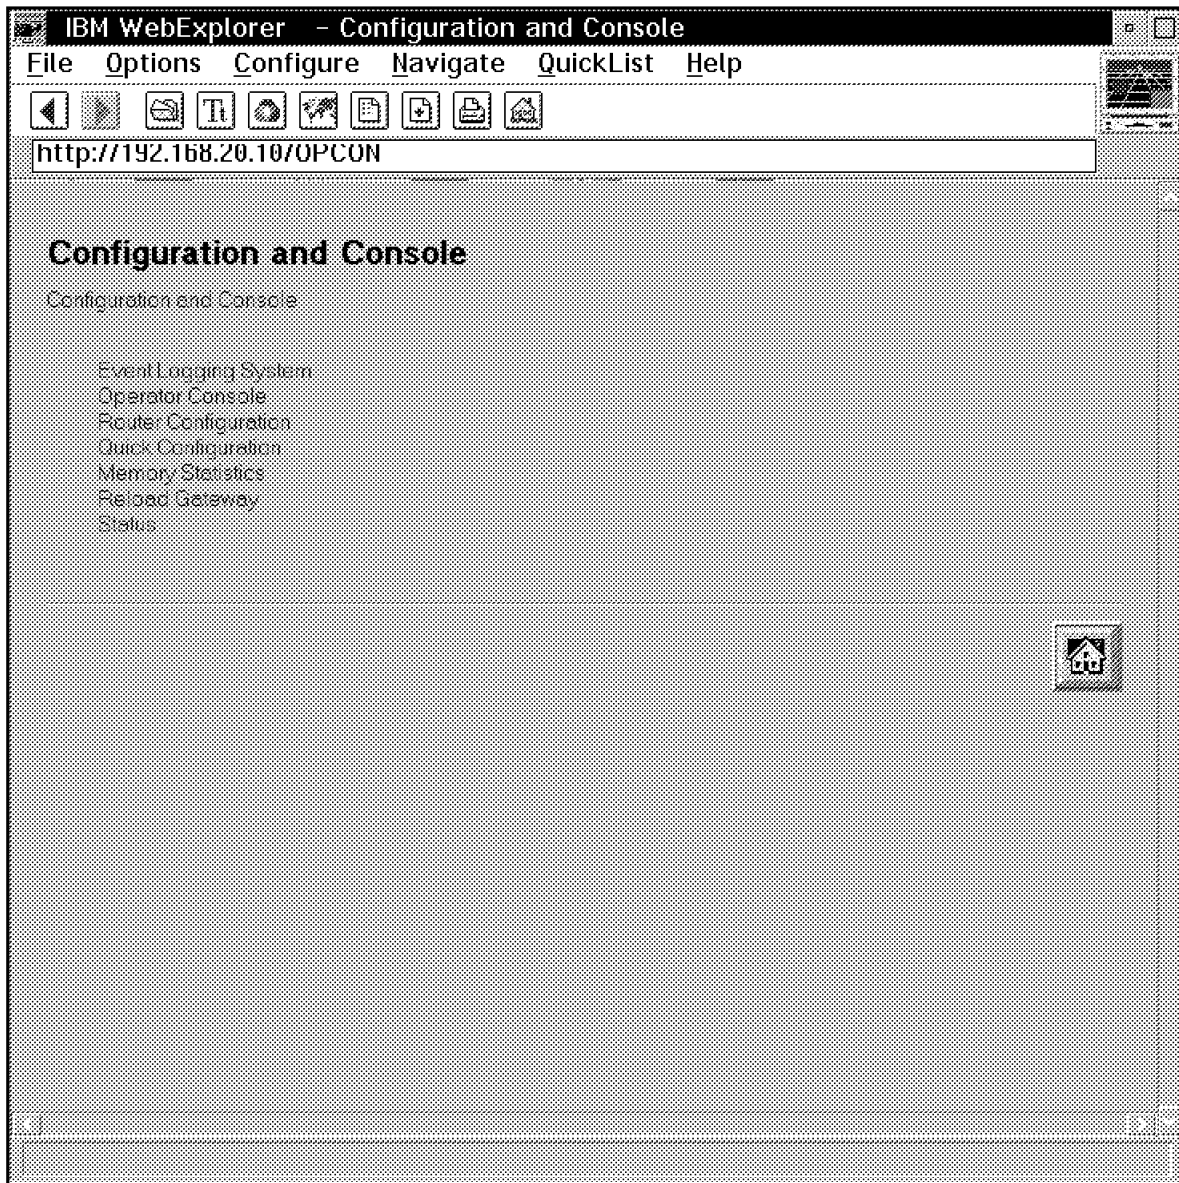 IBM WebExplorer - Configuration and Console
File Options Configure Navigate QuickList Help
Tt
http://192.168.20.10/OPCON
Configuration and Console
Configuration and Console
Event Logging System
Operator Console
Router Configuration
Quick Configuration
Memory Statistics
Reload Gateway
Status